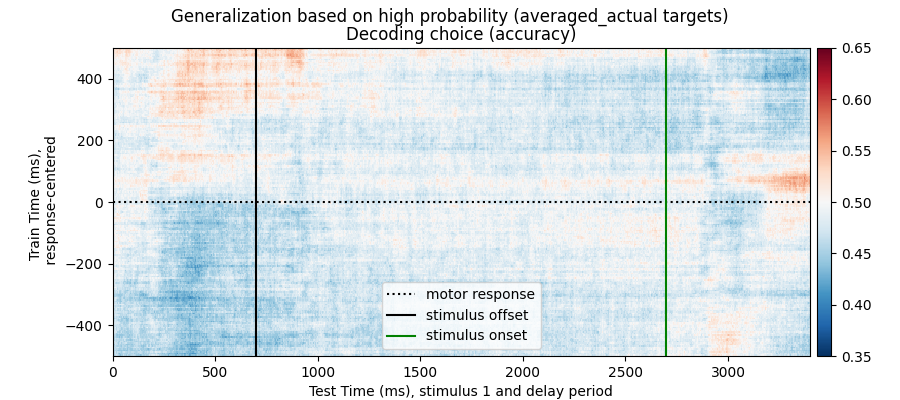 Generalization based on high probability (averaged_actual targets)
Decoding choice (accuracy)
Train Time (ms),
response-centered
400
200
0
−200
−400
motor response
stimulus offset
stimulus onset
0
500
1000
1500
2000
2500
3000
Test Time (ms), stimulus 1 and delay period
0.65
0.60
0.55
0.50
0.45
0.40
0.35